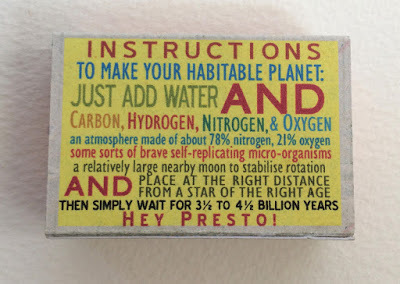 INSTRUCTIONS
TO MAKE YOUR HABITABLE PLANET:
JUST ADD WATER AND
CARBON, HYDROGEN, NITROGEN, & OXYGEN
an atmosphere made of about 78% nitrogen, 21% oxygen
some sorts of brave self-replicating micro-organisms
a relatively large nearby moon to stabilise rotation
AND PLACE AT THE RIGHT DISTANCE
FROM A STAR OF THE RIGHT AGE
THEN SIMPLY WAIT FOR 3½ TO 4½ BILLION YEARS
HEY PRESTO!